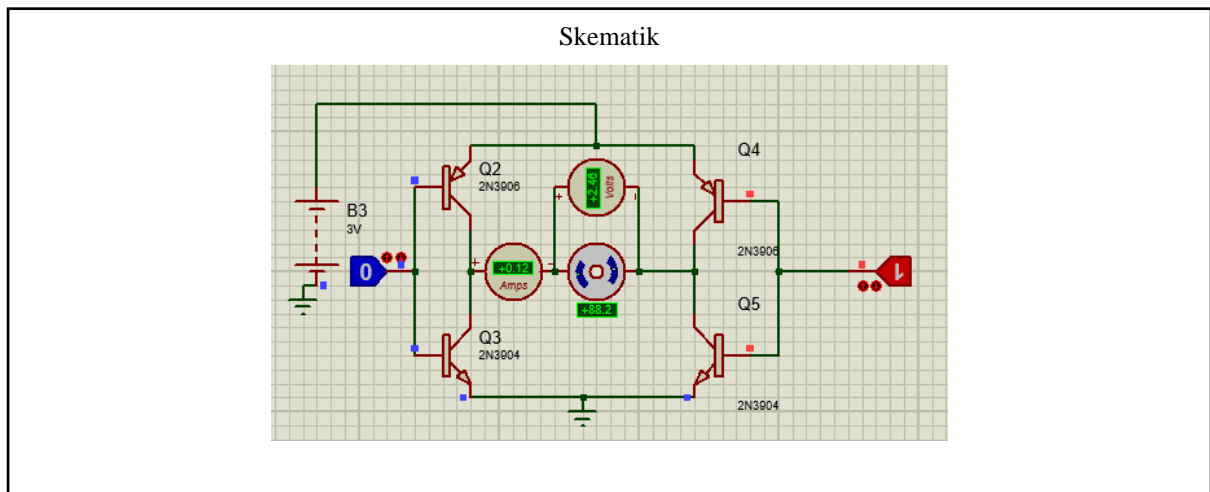 Skematik
Q4
Q2
2N3906
+2.46
Volts
B3
3V
2N3906
0
+0.12
Amps
1
+88.2
Q5
Q3
2N3904
2N3904